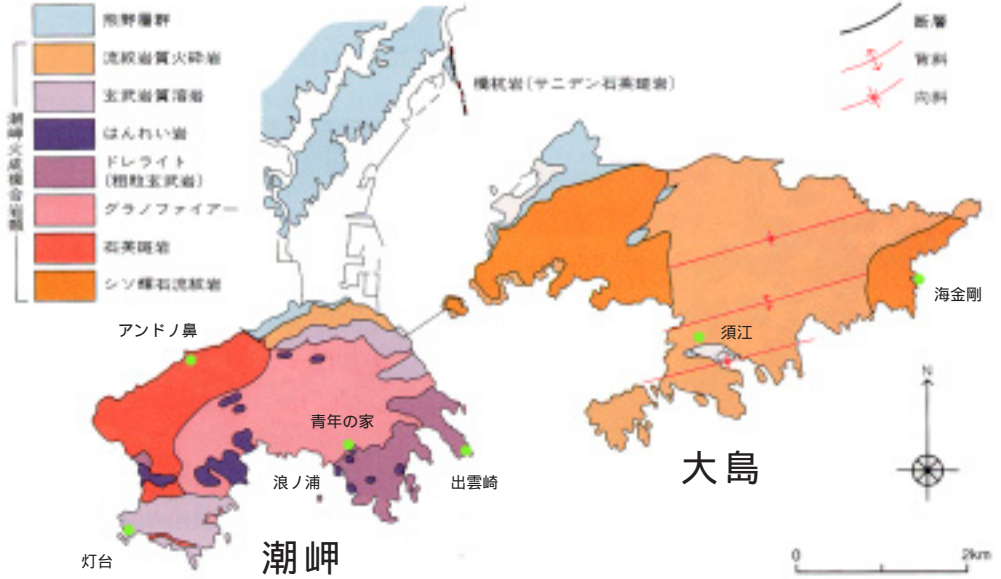 熊野層群
流紋岩質火砕岩
玄武岩質溶岩
はんれい岩
ドレライト
(粗粒玄武岩)
グラノファイアー
石英斑岩
シソ輝石流紋岩
潮岬火成複合岩類
断層
背斜
向斜
橋杭岩(サニデン石英斑岩)
アンドノ鼻
青年の家
浪ノ浦
出雲崎
灯台
潮岬
須江
海金剛
大島
N
0
2km